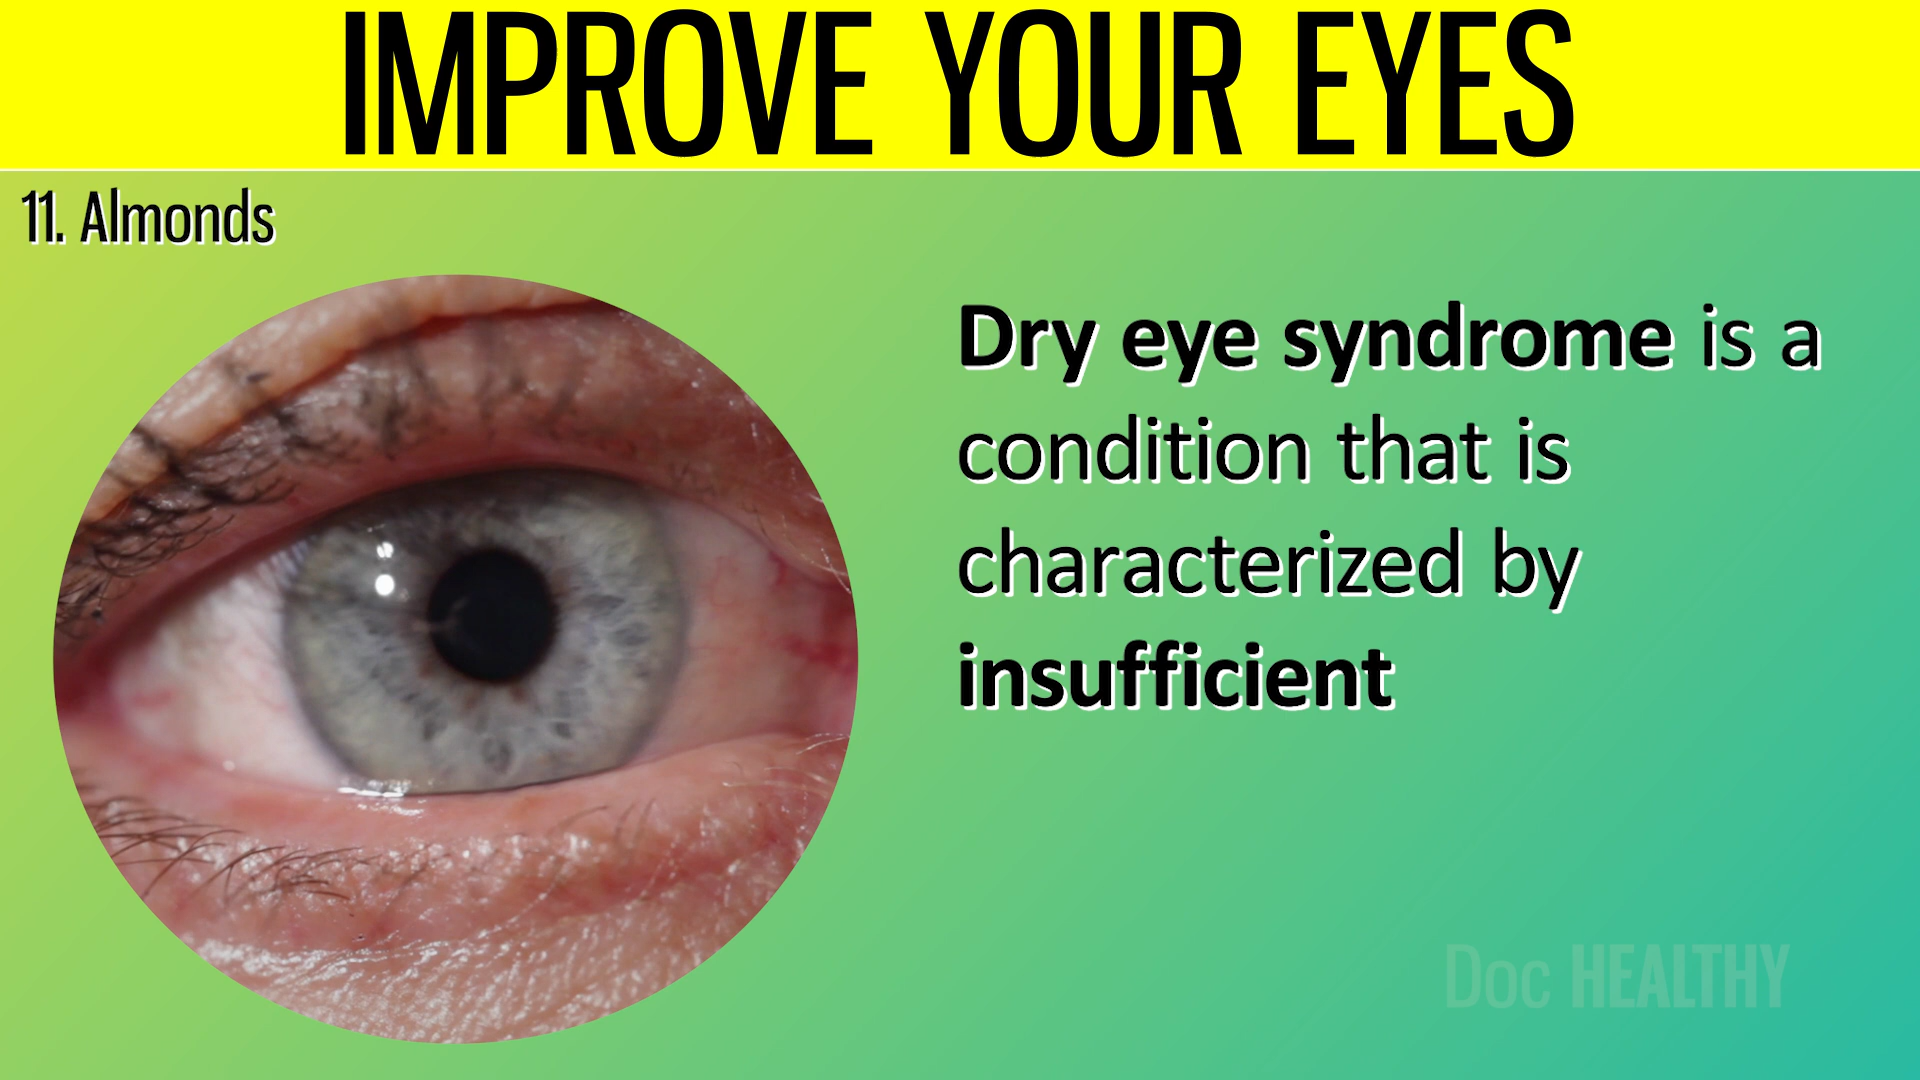 IMPROVE YOUR EYES
11. Almonds
Dry eye syndrome is a
condition that is
characterized by
insufficient
Doc HEALTHY